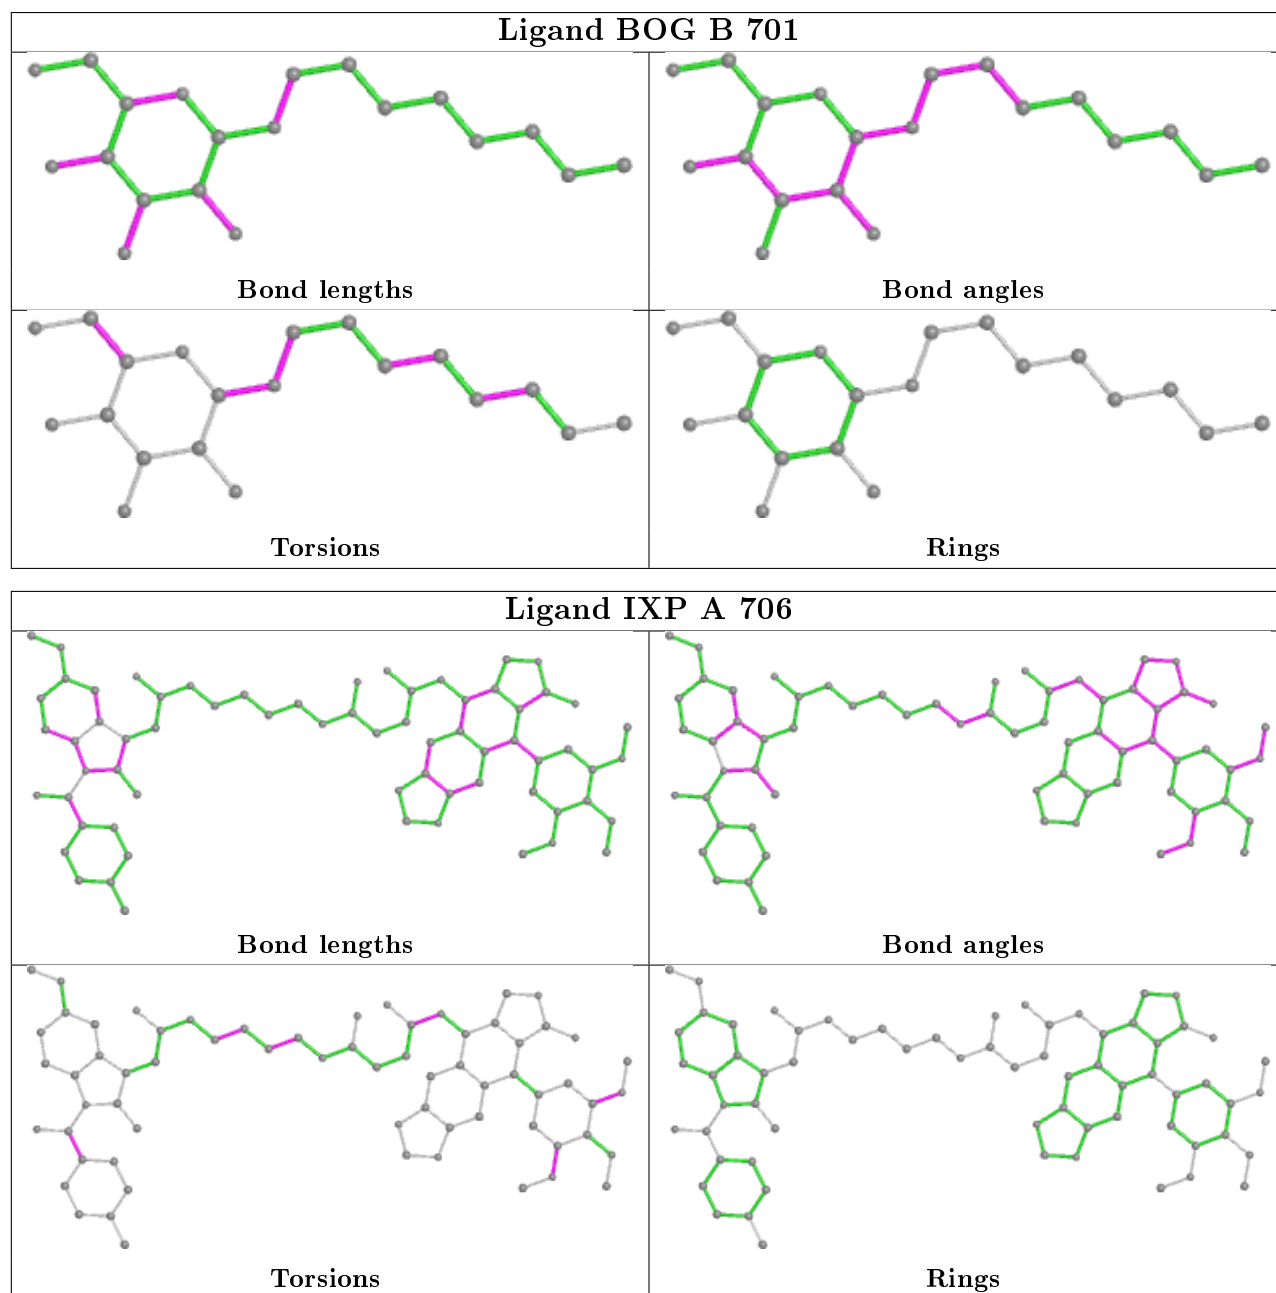 Ligand BOG B 701
Bond lengths
Bond angles
Torsions
Rings
Ligand IXP A 706
Bond lengths
Bond angles
Torsions
Rings